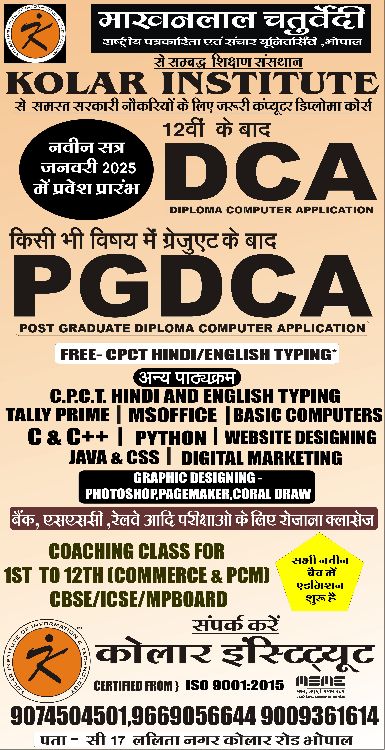 माखनलाल चतुर्वेदी
राष्ट्रीय पत्रकारिता एवं संचार यूनिवर्सिर्व ,भोपाल
से सम्बद्ध शिक्षण संसथान
KOLAR INSTITUTE
से समस्त सरकारी नौकरियों के लिए जरूरी कंप्यूटर डिप्लोमा कोर्स
नवीन सत्र
जनवरी 2025
में प्रवेश प्रारंभ
12वीं के बाद
DCA
DIPLOMA COMPUTER APPLICATION
किसी भी विषय में ग्रेजुएट के बाद
PGDCA
POST GRADUATE DIPLOMA COMPUTER APPLICATION
FREE- CPCT HINDI/ENGLISH TYPING*
अन्य पाठ्यक्रम
C.P.C.T. HINDI AND ENGLISH TYPING
TALLY PRIME | MSOFFICE | BASIC COMPUTERS
C & C++ | PYTHON | WEBSITE DESIGNING
JAVA & CSS | DIGITAL MARKETING
GRAPHIC DESIGNING -
PHOTOSHOP,PAGEMAKER,CORAL DRAW
बैंक, एसएससी ,रेलवे आदि परीक्षाओ के लिए रोजाना क्लासेज
COACHING CLASS FOR
1ST TO 12TH (COMMERCE & PCM)
CBSE/ICSE/MPBOARD
सभी नवीन
बैच में
एडमिशन
शुरू है
संपर्क करें
कोलार इंस्टिट्यूट
CERTIFIED FROM } ISO 9001:2015
MSME
9074504501,9669056644 9009361614
पता - सी 17 ललिता नगर कोलार रोड भोपाल